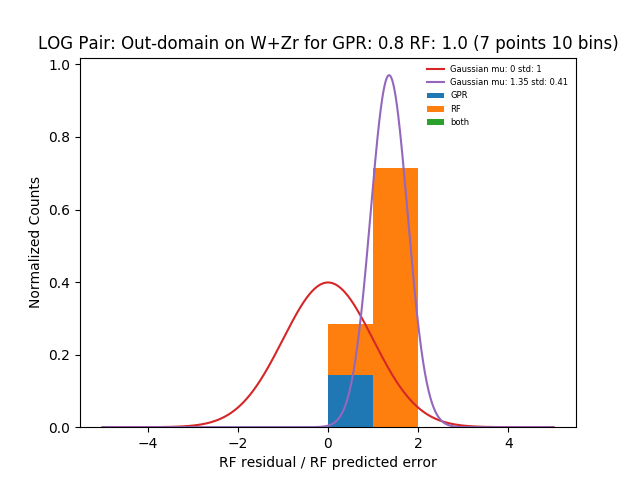 LOG Pair: Out-domain on W+Zr for GPR: 0.8 RF: 1.0 (7 points 10 bins)
Gaussian mu: 0 std: 1
Gaussian mu: 1.35 std: 0.41
GPR
RF
both
1.0
0.8
0.6
0.4
0.2
0.0
Normalized Counts
−4
−2
0
2
4
RF residual / RF predicted error